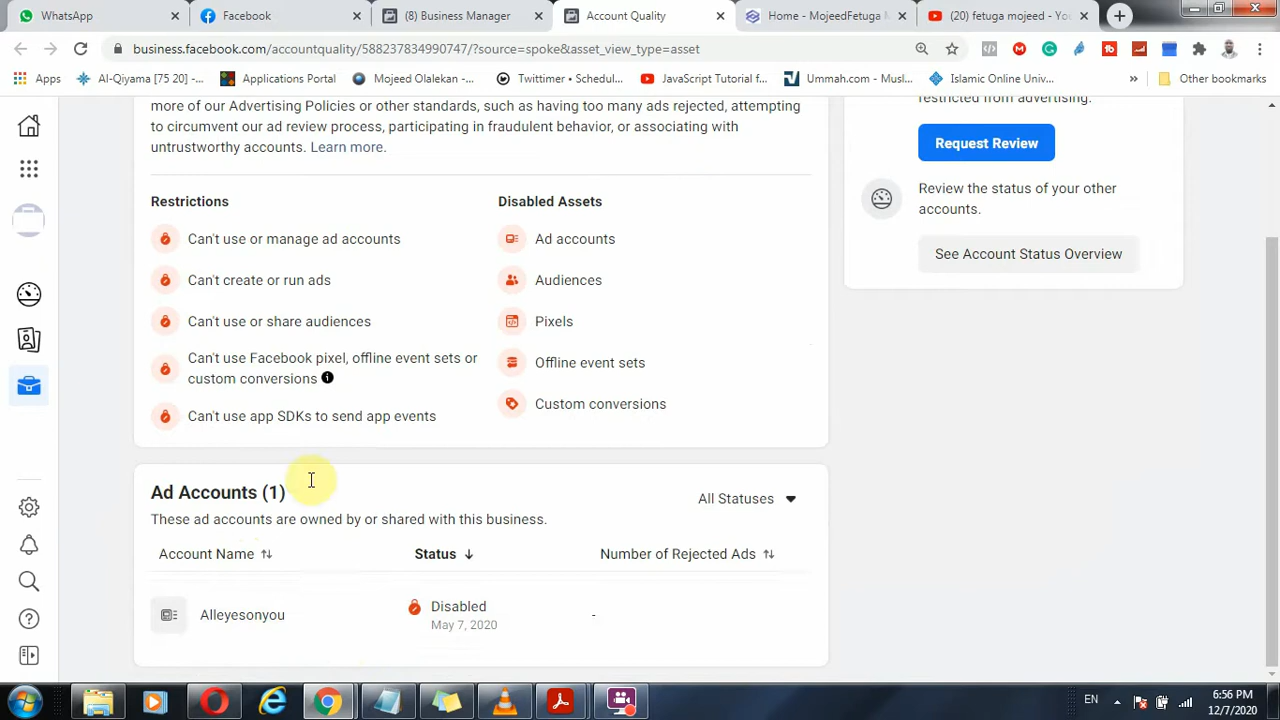 WhatsApp
Facebook
(8) Business Manager
Account Quality
Home - MojeedFetuga M
(20) fetuga mojeed - Yo
business.facebook.com/accountquality/588237834990747/?source=spoke&asset_view_type=asset
Apps
Al-Qiyama [75 20] -...
Applications Portal
Mojeed Olalekan -...
Twittimer • Schedul...
JavaScript Tutorial f...
Ummah.com - Musl...
Islamic Online Univ...
»
Other bookmarks
more of our Advertising Policies or other standards, such as having too many ads rejected, attempting
to circumvent our ad review process, participating in fraudulent behavior, or associating with
untrustworthy accounts. Learn more.
Restrictions
Can't use or manage ad accounts
Can't create or run ads
Can't use or share audiences
Can't use Facebook pixel, offline event sets or
custom conversions
Can't use app SDKs to send app events
Disabled Assets
Ad accounts
Audiences
Pixels
Offline event sets
Custom conversions
restricted from advertising.
Request Review
Review the status of your other
accounts.
See Account Status Overview
Ad Accounts (1)
All Statuses
These ad accounts are owned by or shared with this business.
Account Name
Status
Number of Rejected Ads
Alleyesonyou
Disabled
May 7, 2020
-
EN
6:56 PM
12/7/2020